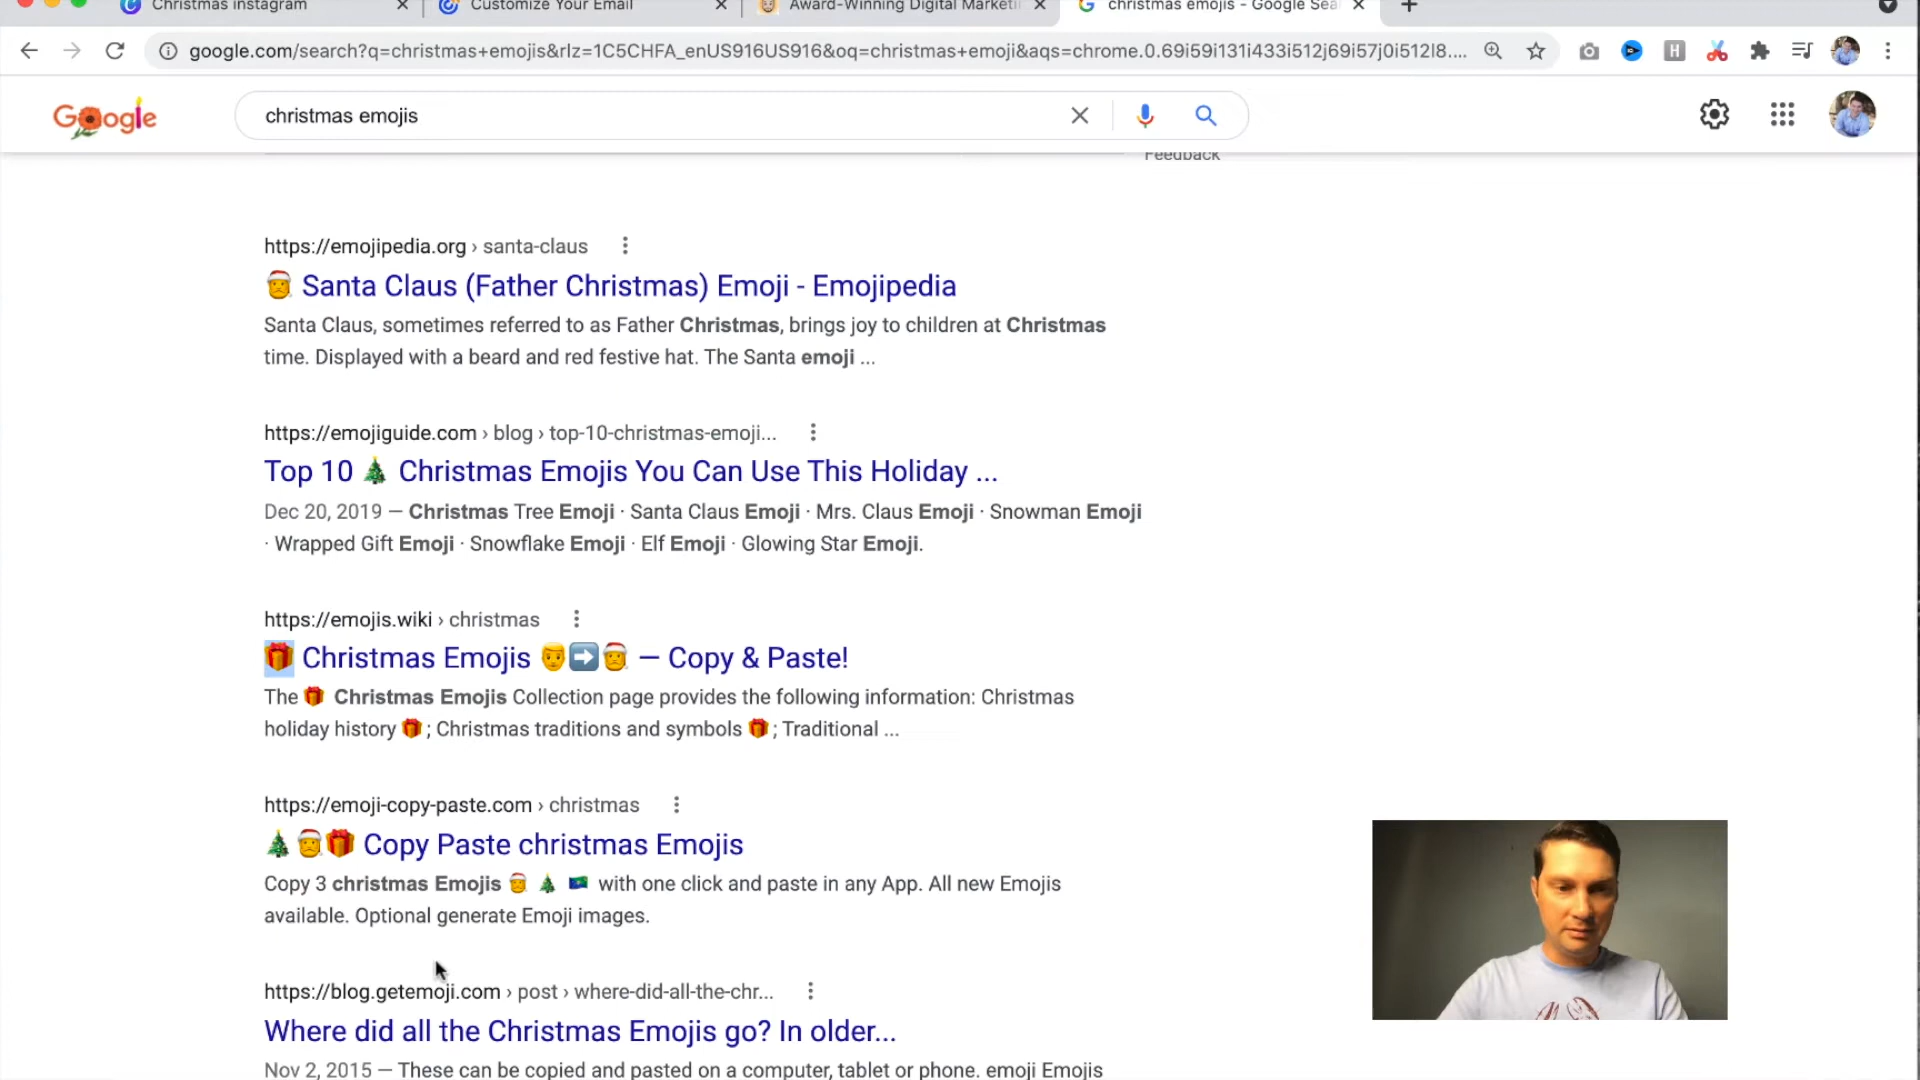 Christmas instagram
Customize Your Email
Award-Winning Digital Marketi
christmas emojis - Google Sea
google.com/search?q=christmas+emojis&rlz=1C5CHFA_enUS916US916&oq=christmas+emoji&aqs=chrome.0.69i59i131i433i512j69i57j0i512l8....
H
Google
christmas emojis
Feedback
https://emojipedia.org › santa-claus
🎅 Santa Claus (Father Christmas) Emoji - Emojipedia
Santa Claus, sometimes referred to as Father Christmas, brings joy to children at Christmas
time. Displayed with a beard and red festive hat. The Santa emoji ...
https://emojiguide.com › blog › top-10-christmas-emoji...
Top 10 🎄 Christmas Emojis You Can Use This Holiday ...
Dec 20, 2019 — Christmas Tree Emoji · Santa Claus Emoji · Mrs. Claus Emoji · Snowman Emoji
· Wrapped Gift Emoji · Snowflake Emoji · Elf Emoji · Glowing Star Emoji.
https://emojis.wiki › christmas
🎁 Christmas Emojis 👨➡️🎅 — Copy & Paste!
The 🎁 Christmas Emojis Collection page provides the following information: Christmas
holiday history 🎁; Christmas traditions and symbols 🎁; Traditional ...
https://emoji-copy-paste.com › christmas
🎄🎅🎁 Copy Paste christmas Emojis
Copy 3 christmas Emojis 🎅 🎄 🇨🇽 with one click and paste in any App. All new Emojis
available. Optional generate Emoji images.
https://blog.getemoji.com › post › where-did-all-the-chr...
Where did all the Christmas Emojis go? In older...
Nov 2, 2015 — These can be copied and pasted on a computer, tablet or phone. emoji Emojis